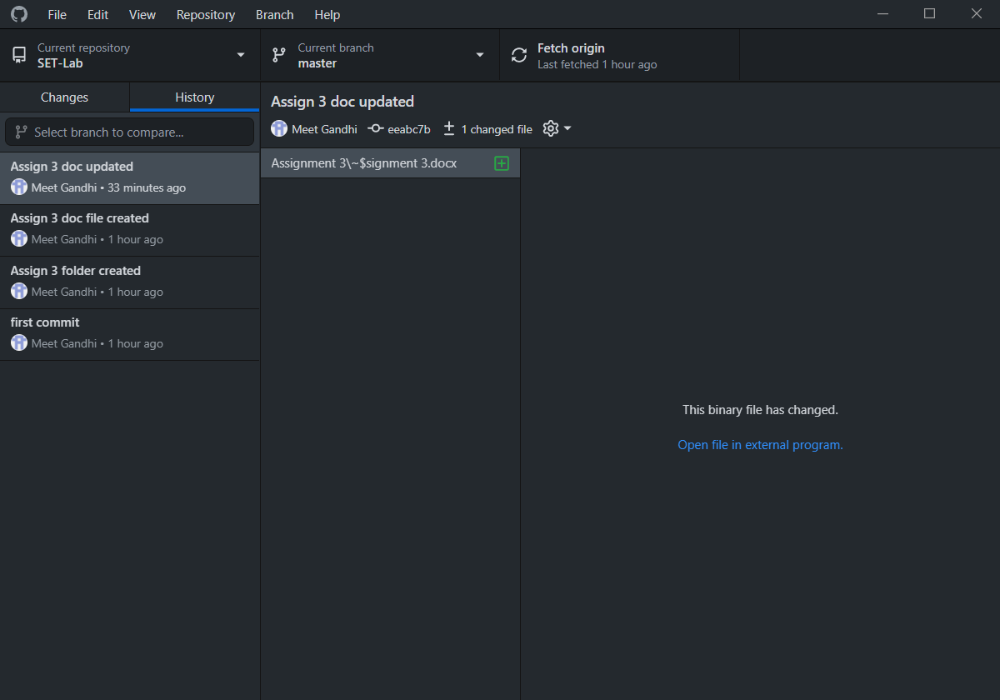 File Edit View Repository Branch Help
Current repository
SET-Lab
Current branch
master
Fetch origin
Last fetched 1 hour ago
Changes
History
Select branch to compare...
Assign 3 doc updated
Meet Gandhi • 33 minutes ago
Assign 3 doc file created
Meet Gandhi • 1 hour ago
Assign 3 folder created
Meet Gandhi • 1 hour ago
first commit
Meet Gandhi • 1 hour ago
Assign 3 doc updated
Meet Gandhi eeabc7b 1 changed file
Assignment 3\~$signment 3.docx
This binary file has changed.
Open file in external program.